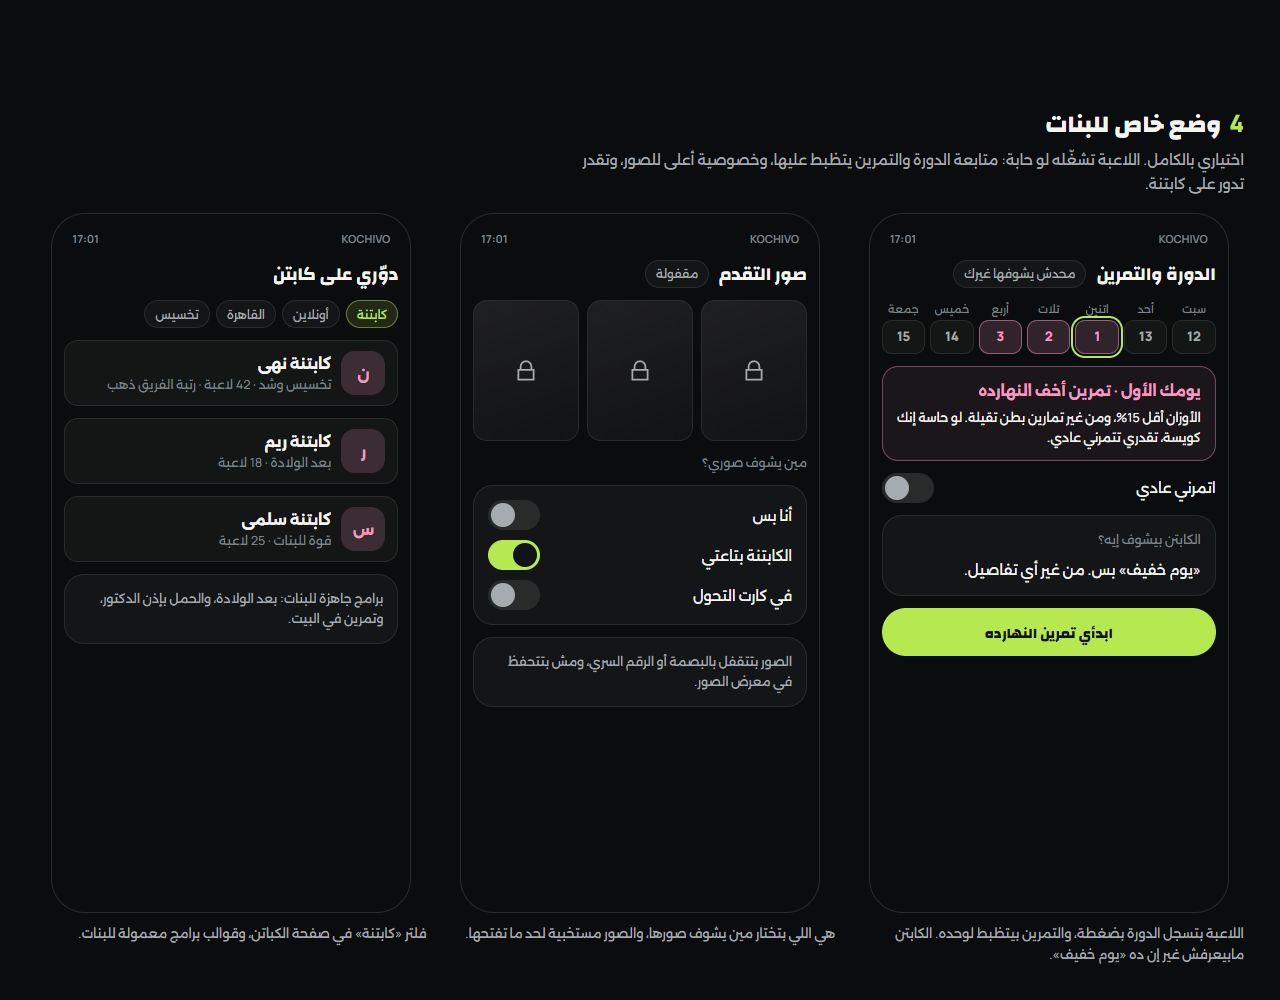 4 وضع خاص للبنات
اختياري بالكامل. اللاعبة تشغّله لو حابة: متابعة الدورة والتمرين يتظبط عليها، وخصوصية أعلى للصور، وتقدر
تدور على كابتنة.
KOCHIVO 17:01
الدورة والتمرين محدش يشوفها غيرك
سبت أحد اتنين تلات أربع خميس جمعة
12 13 1 2 3 14 15
يومك الأول · تمرين أخف النهارده
الأوزان أقل 15%، ومن غير تمارين بطن تقيلة. لو حاسة إنك
كويسة، تقدري تتمرني عادي.
اتمرني عادي
الكابتن بيشوف إيه؟
«يوم خفيف» بس. من غير أي تفاصيل.
ابدأي تمرين النهارده
اللاعبة بتسجل الدورة بضغطة، والتمرين بيتظبط لوحده. الكابتن
مابيعرفش غير إن ده «يوم خفيف».
KOCHIVO 17:01
صور التقدم مقفولة
مين يشوف صوري؟
أنا بس
الكابتنة بتاعتي
في كارت التحول
الصور بتتقفل بالبصمة أو الرقم السري، ومش بتتحفظ
في معرض الصور.
هي اللي بتختار مين يشوف صورها، والصور مستخبية لحد ما تفتحها.
KOCHIVO 17:01
دوّري على كابتن
كابتنة أونلاين القاهرة تخسيس
ن
كابتنة نهى
تخسيس وشد · 42 لاعبة · رتبة الفريق ذهب
ر
كابتنة ريم
بعد الولادة · 18 لاعبة
س
كابتنة سلمى
قوة للبنات · 25 لاعبة
برامج جاهزة للبنات: بعد الولادة، والحمل بإذن الدكتور،
وتمرين في البيت.
فلتر «كابتنة» في صفحة الكباتن، وقوالب برامج معمولة للبنات.